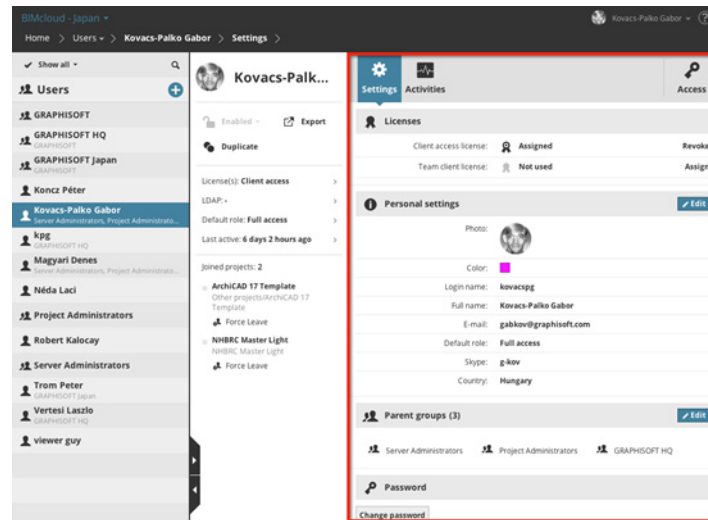 BIMcloud - Japan
Kovacs-Palko Gabor
Home > Users > Kovacs-Palko Gabor > Settings >
Show all
Users
GRAPHISOFT
GRAPHISOFT HQ
GRAPHISOFT
GRAPHISOFT Japan
GRAPHISOFT
Koncz Péter
Kovacs-Palko Gabor
Server Administrators, Project Administrato...
kpg
GRAPHISOFT HQ
Magyari Denes
Server Administrators, Project Administrato...
Néda Laci
Project Administrators
Robert Kalocay
Server Administrators
Trom Peter
GRAPHISOFT Japan
Vertesi Laszlo
GRAPHISOFT HQ
viewer guy
Kovacs-Palk...
Enabled
Export
Duplicate
License(s): Client access
LDAP: -
Default role: Full access
Last active: 6 days 2 hours ago
Joined projects: 2
ArchiCAD 17 Template
Other projects/ArchiCAD 17
Template
Force Leave
NHBRC Master Light
NHBRC Master Light
Force Leave
Settings
Activities
Access
Licenses
Client access license: Assigned Revoke
Team client license: Not used Assign
Personal settings
Edit
Photo:
Color:
Login name: kovacspg
Full name: Kovacs-Palko Gabor
E-mail: gabkov@graphisoft.com
Default role: Full access
Skype: g-kov
Country: Hungary
Parent groups (3)
Edit
Server Administrators Project Administrators GRAPHISOFT HQ
Password
Change password